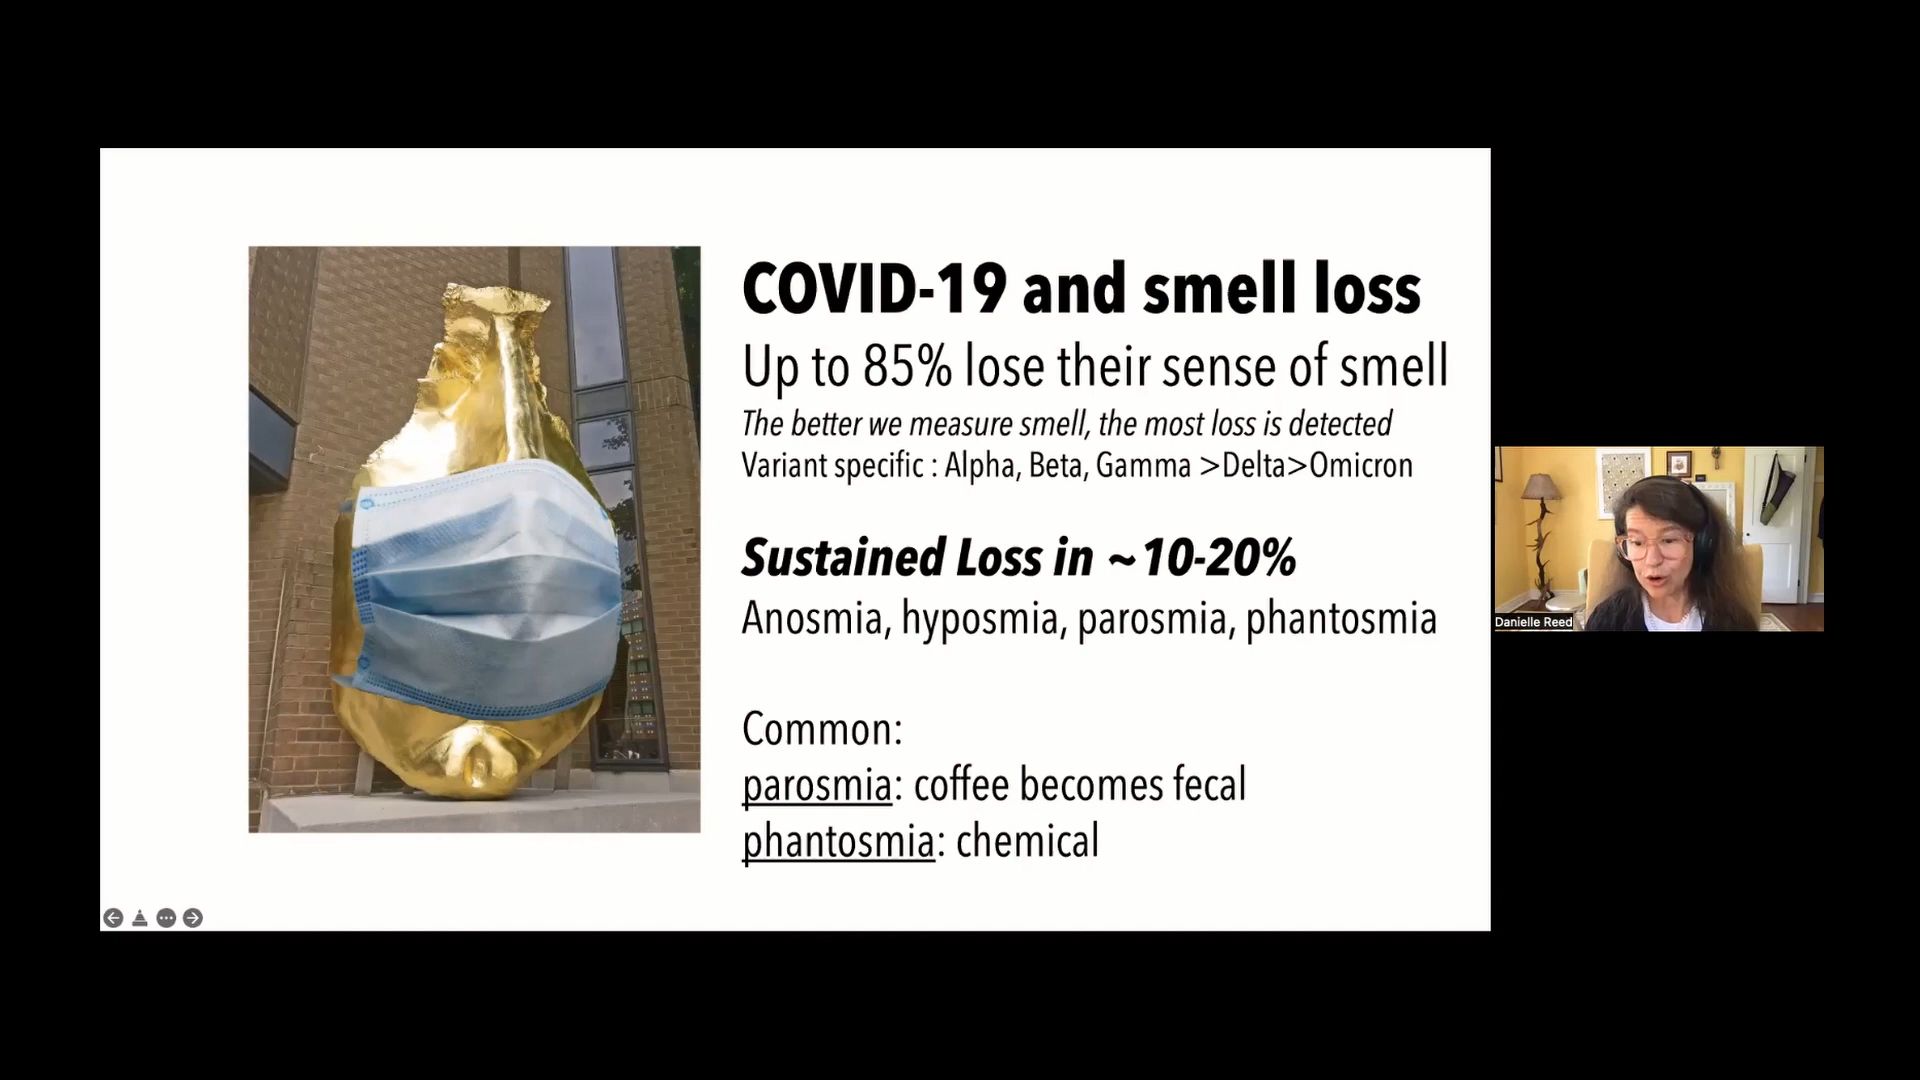 COVID-19 and smell loss
Up to 85% lose their sense of smell
The better we measure smell, the most loss is detected
Variant specific : Alpha, Beta, Gamma >Delta>Omicron
Sustained Loss in ~10-20%
Anosmia, hyposmia, parosmia, phantosmia
Common:
parosmia: coffee becomes fecal
phantosmia: chemical
Danielle Reed